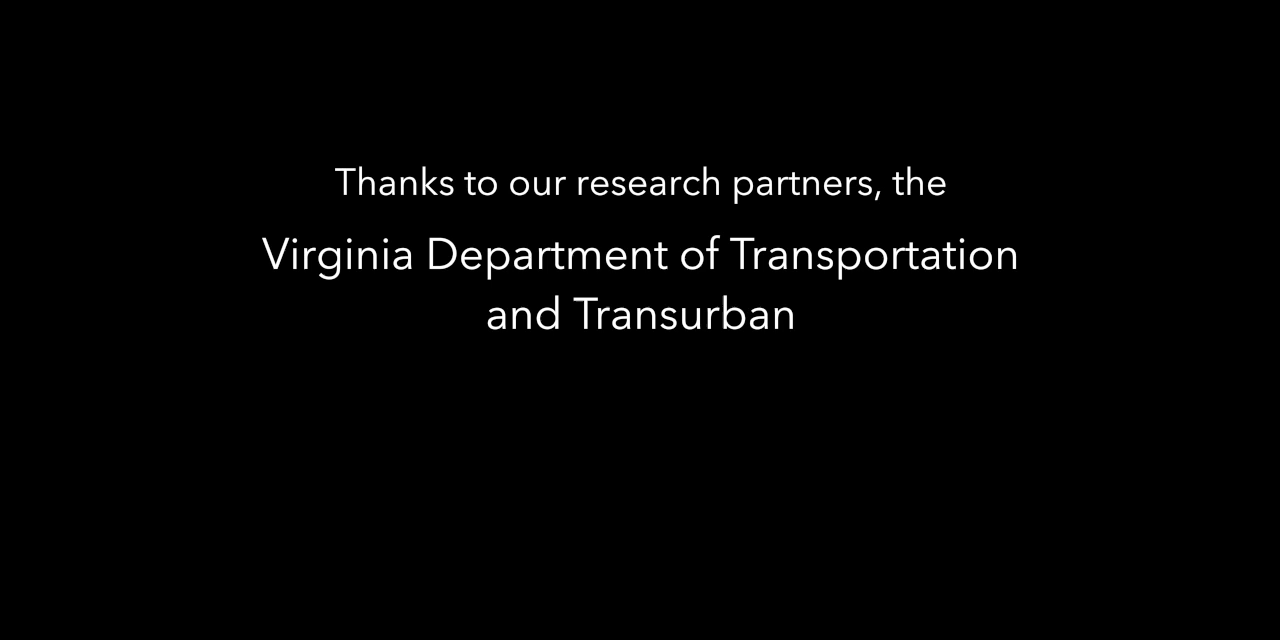 Thanks to our research partners, the
Virginia Department of Transportation
and Transurban